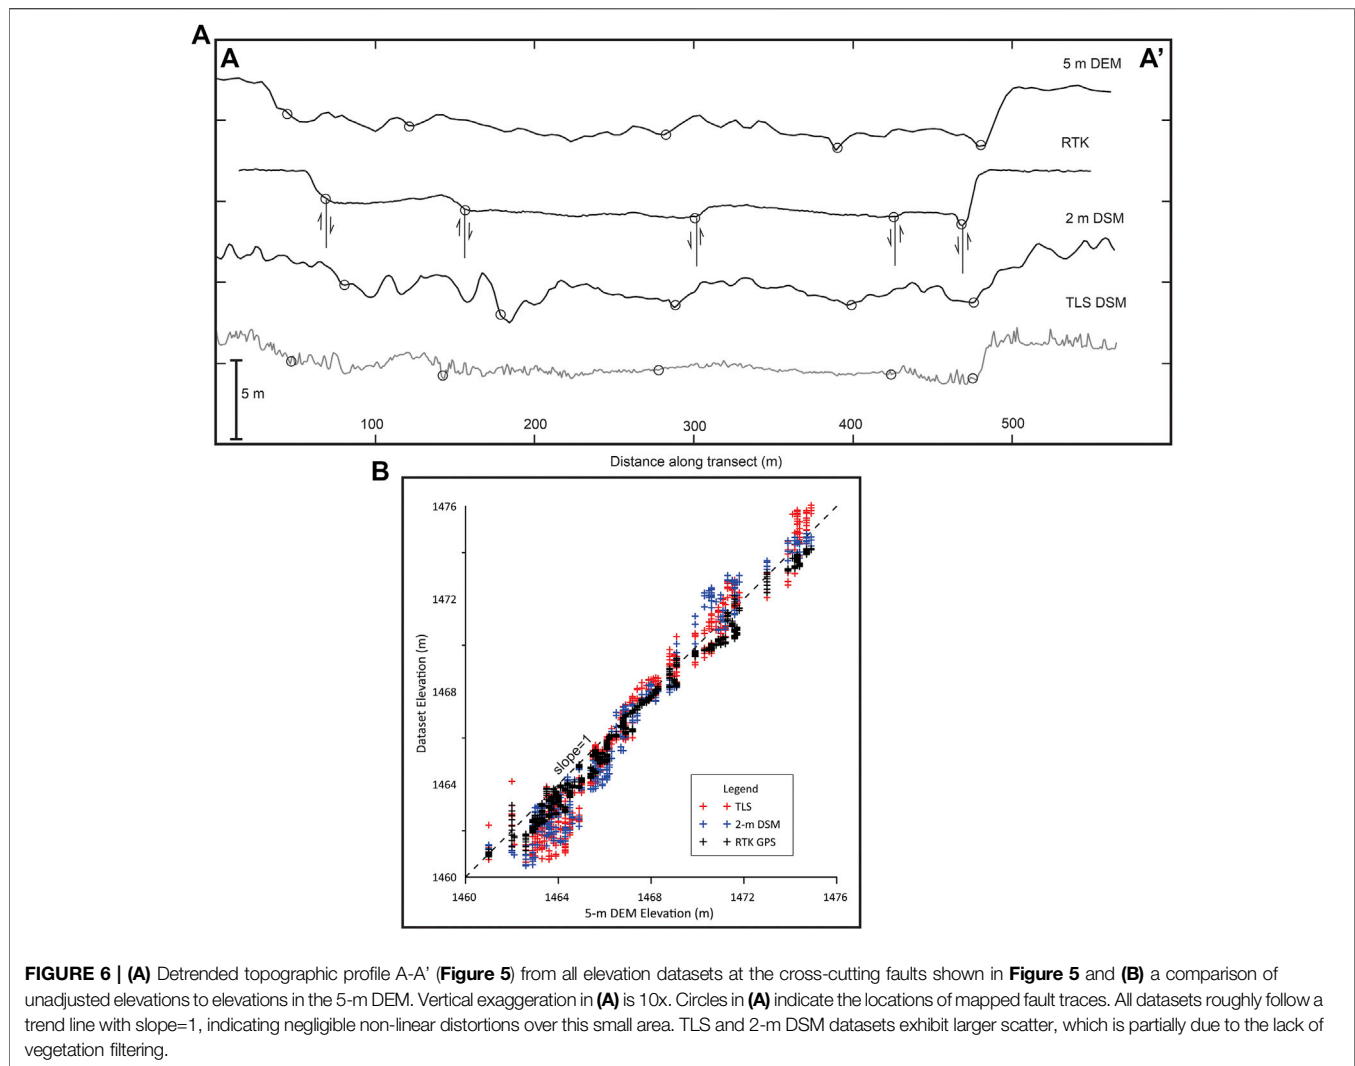 A
A
A’
5 m DEM
RTK
2 m DSM
TLS DSM
5 m
100
200
300
400
500
Distance along transect (m)
B
1476
1472
1468
1464
1460
Dataset Elevation (m)
slope=1
Legend
TLS
2-m DSM
RTK GPS
1460
1464
1468
1472
1476
5-m DEM Elevation (m)
FIGURE 6 | (A) Detrended topographic profile A-A’ (Figure 5) from all elevation datasets at the cross-cutting faults shown in Figure 5 and (B) a comparison of
unadjusted elevations to elevations in the 5-m DEM. Vertical exaggeration in (A) is 10x. Circles in (A) indicate the locations of mapped fault traces. All datasets roughly follow a
trend line with slope=1, indicating negligible non-linear distortions over this small area. TLS and 2-m DSM datasets exhibit larger scatter, which is partially due to the lack of
vegetation filtering.